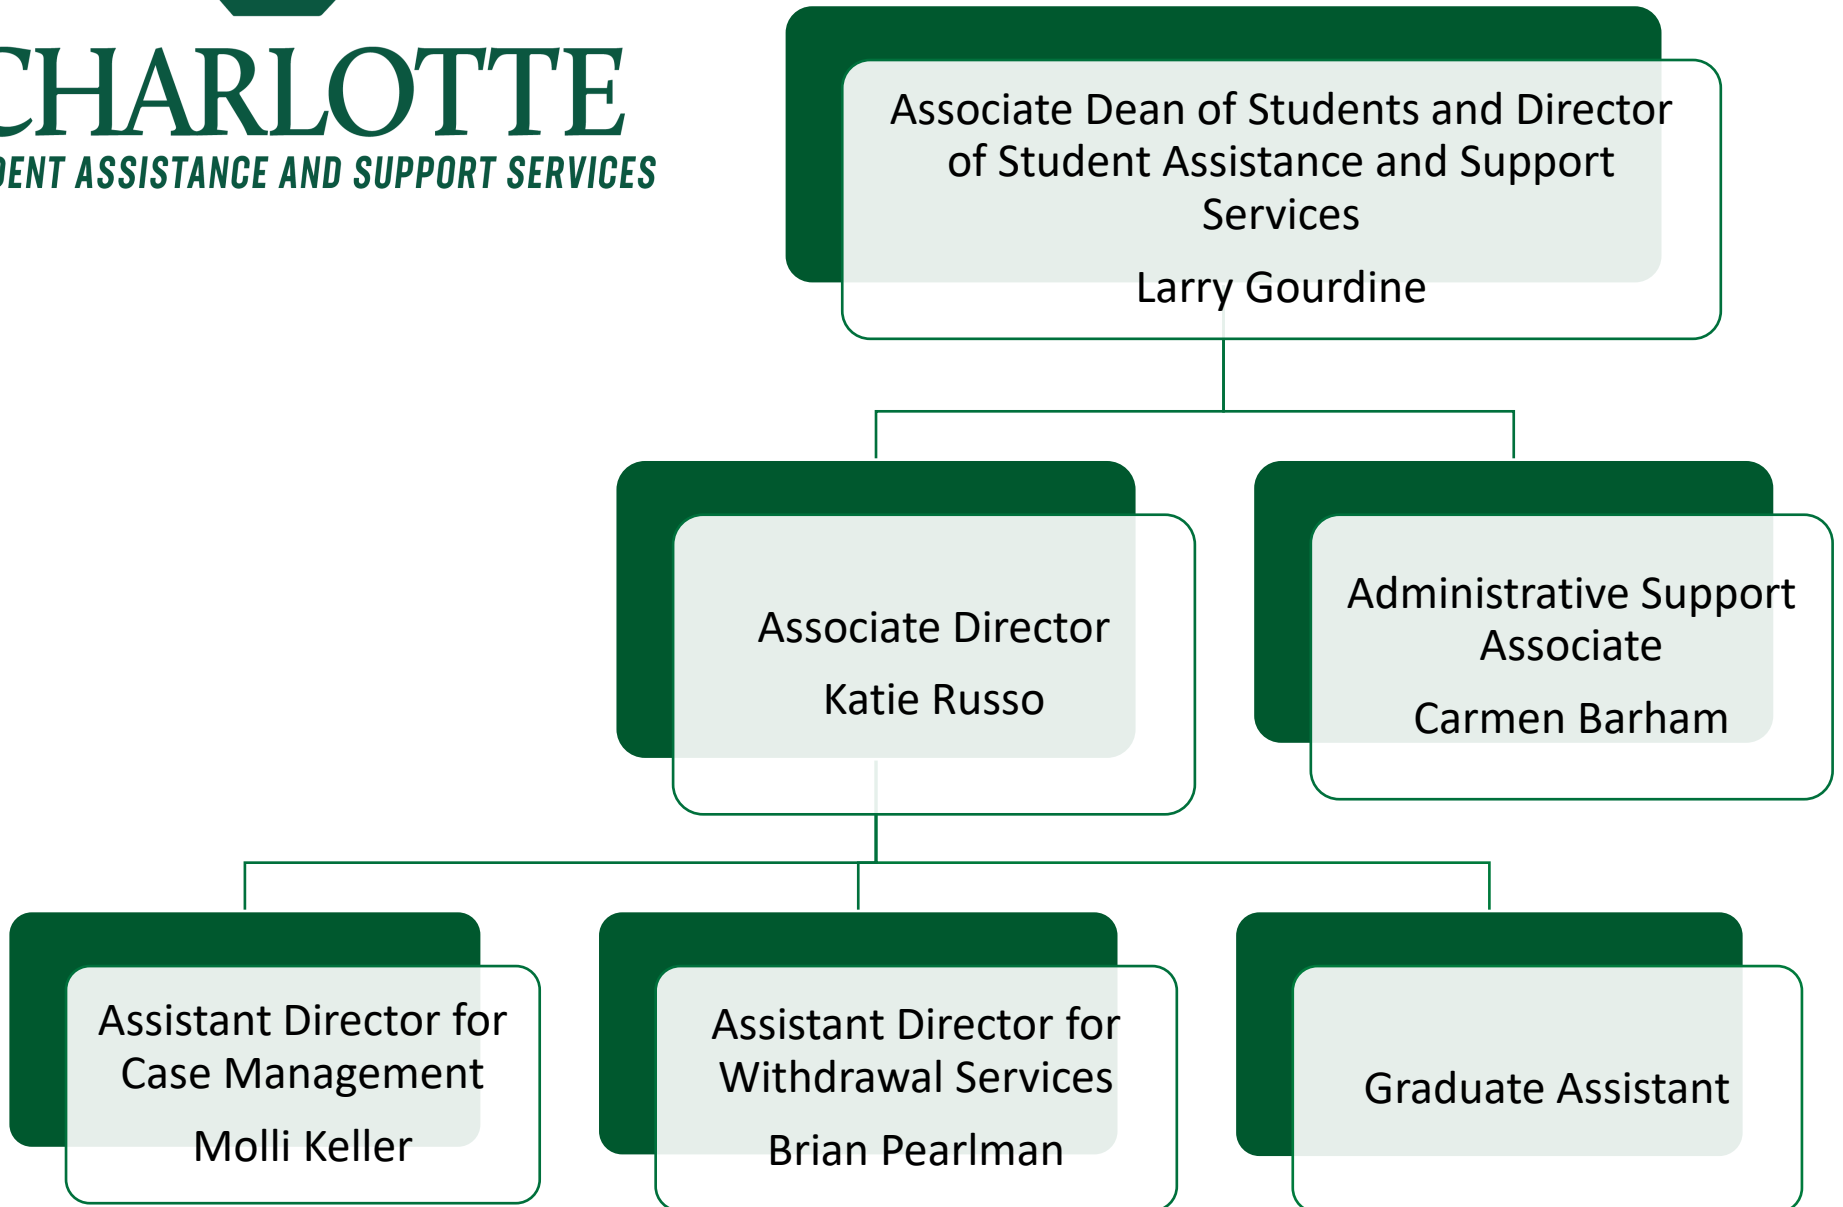 CHARLOTTE
DENT ASSISTANCE AND SUPPORT SERVICES
Associate Dean of Students and Director
of Student Assistance and Support
Services
Larry Gourdine
Associate Director
Katie Russo
Administrative Support
Associate
Carmen Barham
Assistant Director for
Case Management
Molli Keller
Assistant Director for
Withdrawal Services
Brian Pearlman
Graduate Assistant